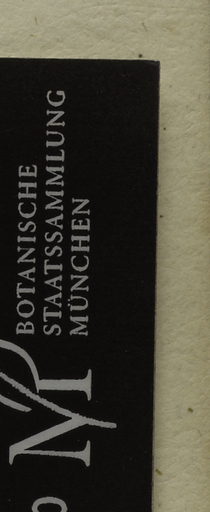 BOTANISCHE
STAATSSAMMLUNG
MÜNCHEN
M